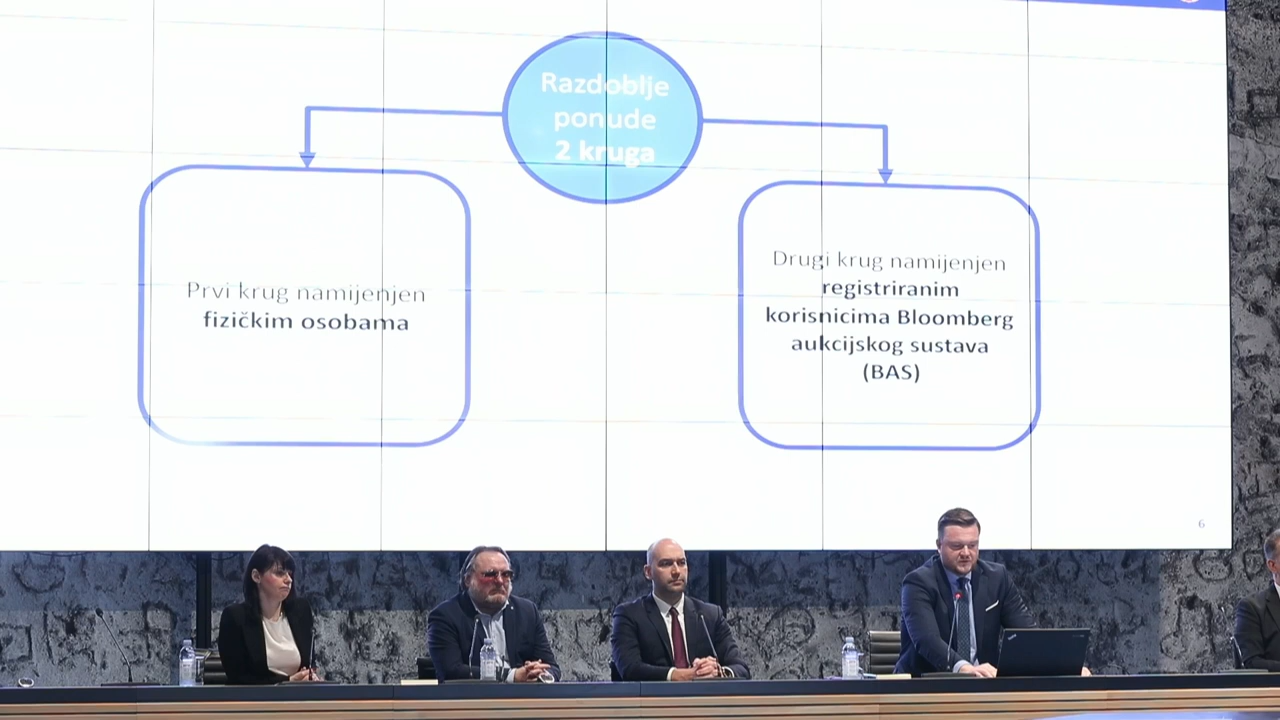 Razdoblje
ponude
2 kruga
Prvi krug namijenjen
fizičkim osobama
Drugi krug namijenjen
registriranim
korisnicima Bloomberg
aukcijskog sustava
(BAS)
6